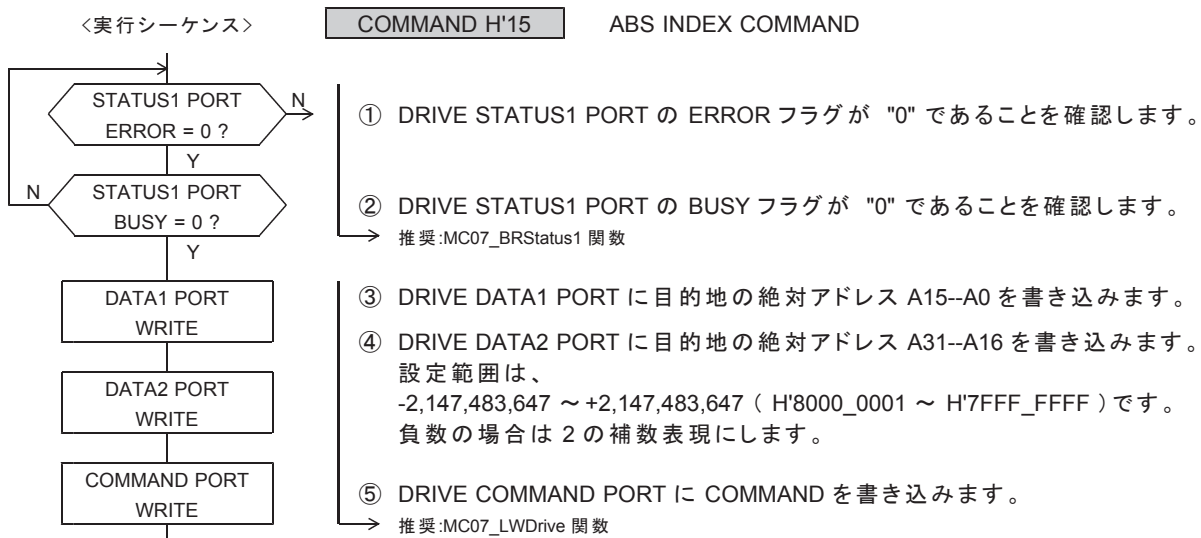 <実行シーケンス>
COMMAND H'15
ABS INDEX COMMAND
STATUS1 PORT
ERROR = 0 ?
N
Y
① DRIVE STATUS1 PORT の ERROR フラグが "0" であることを確認します。
N
STATUS1 PORT
BUSY = 0 ?
Y
② DRIVE STATUS1 PORT の BUSY フラグが "0" であることを確認します。
推奨:MC07_BRStatus1 関数
DATA1 PORT
WRITE
③ DRIVE DATA1 PORT に目的地の絶対アドレス A15--A0 を書き込みます。
DATA2 PORT
WRITE
④ DRIVE DATA2 PORT に目的地の絶対アドレス A31--A16 を書き込みます。
設定範囲は、
-2,147,483,647 ～ +2,147,483,647 ( H'8000_0001 ～ H'7FFF_FFFF ) です。
負数の場合は 2 の補数表現にします。
COMMAND PORT
WRITE
⑤ DRIVE COMMAND PORT に COMMAND を書き込みます。
推奨:MC07_LWDrive 関数